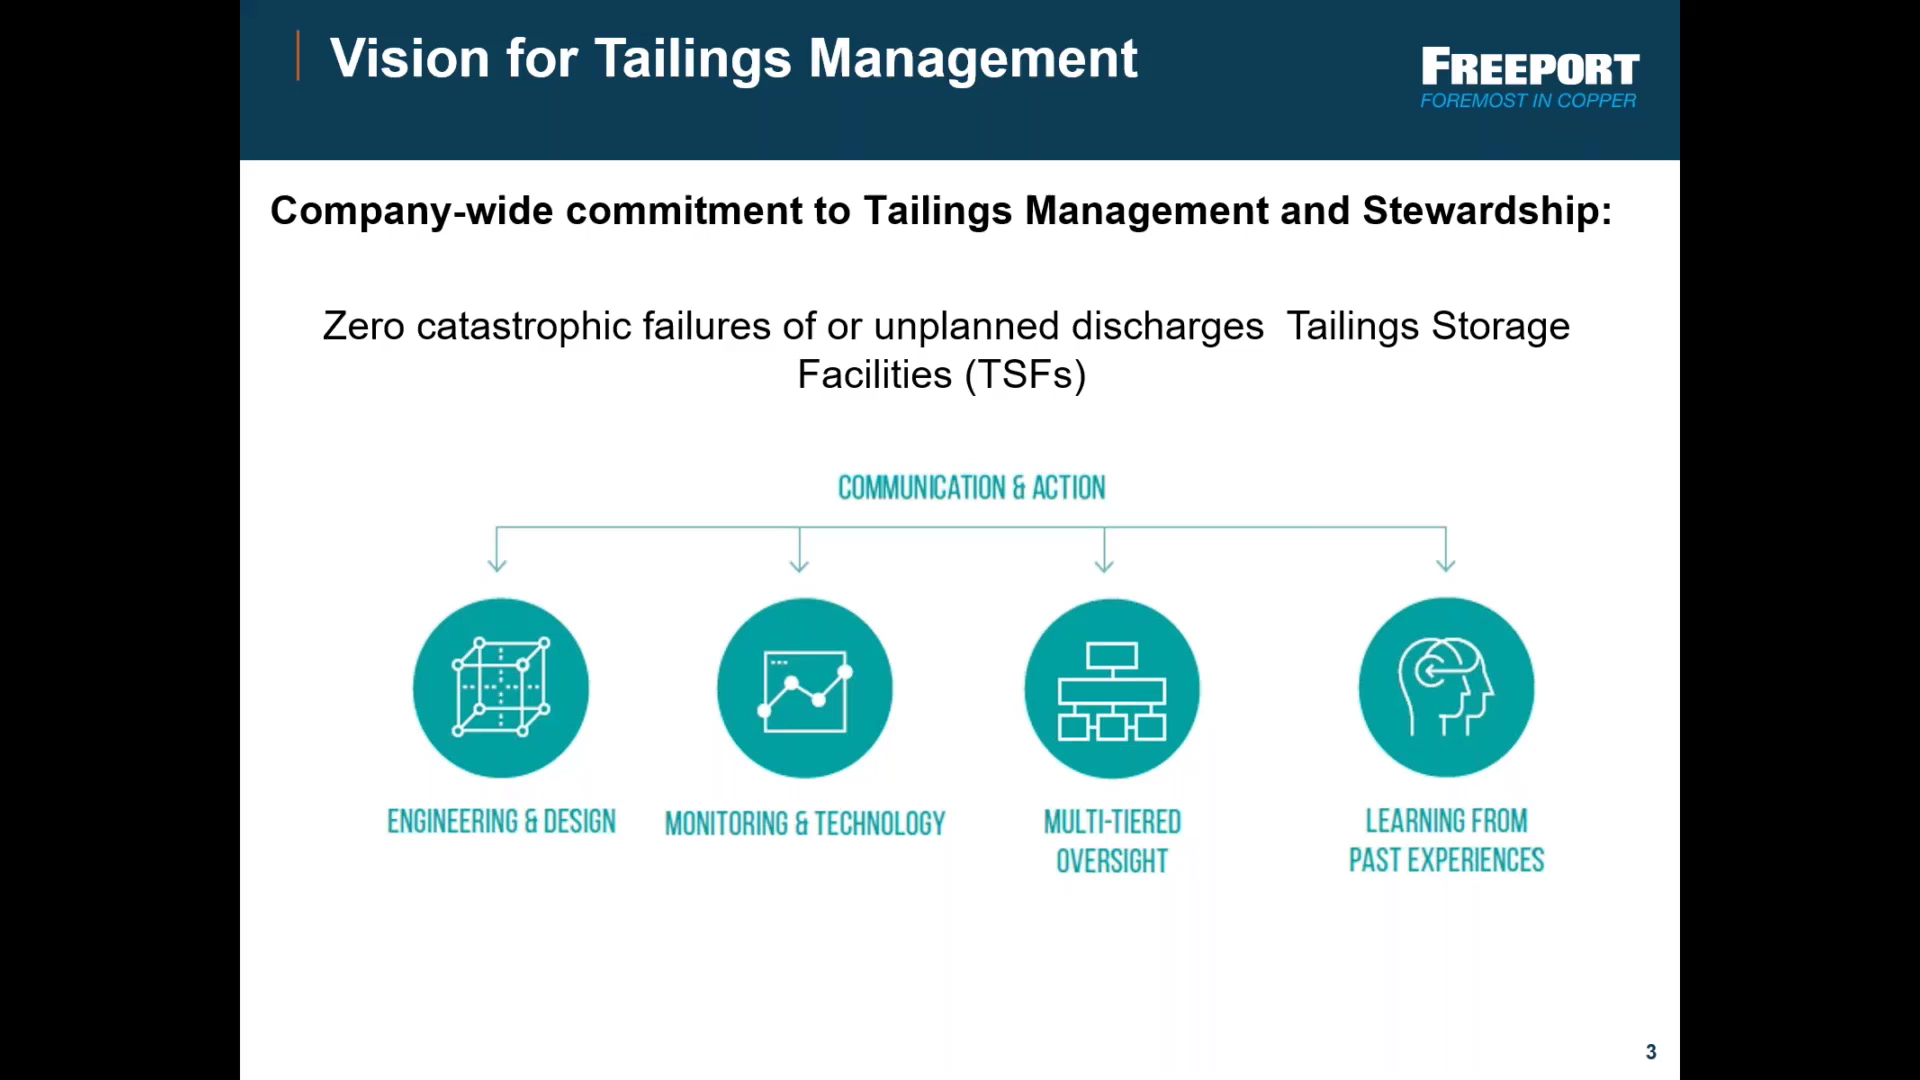 Vision for Tailings Management
FREEPORT
FOREMOST IN COPPER
Company-wide commitment to Tailings Management and Stewardship:
Zero catastrophic failures of or unplanned discharges  Tailings Storage
Facilities (TSFs)
COMMUNICATION & ACTION
ENGINEERING & DESIGN
MONITORING & TECHNOLOGY
MULTI-TIERED
OVERSIGHT
LEARNING FROM
PAST EXPERIENCES
3